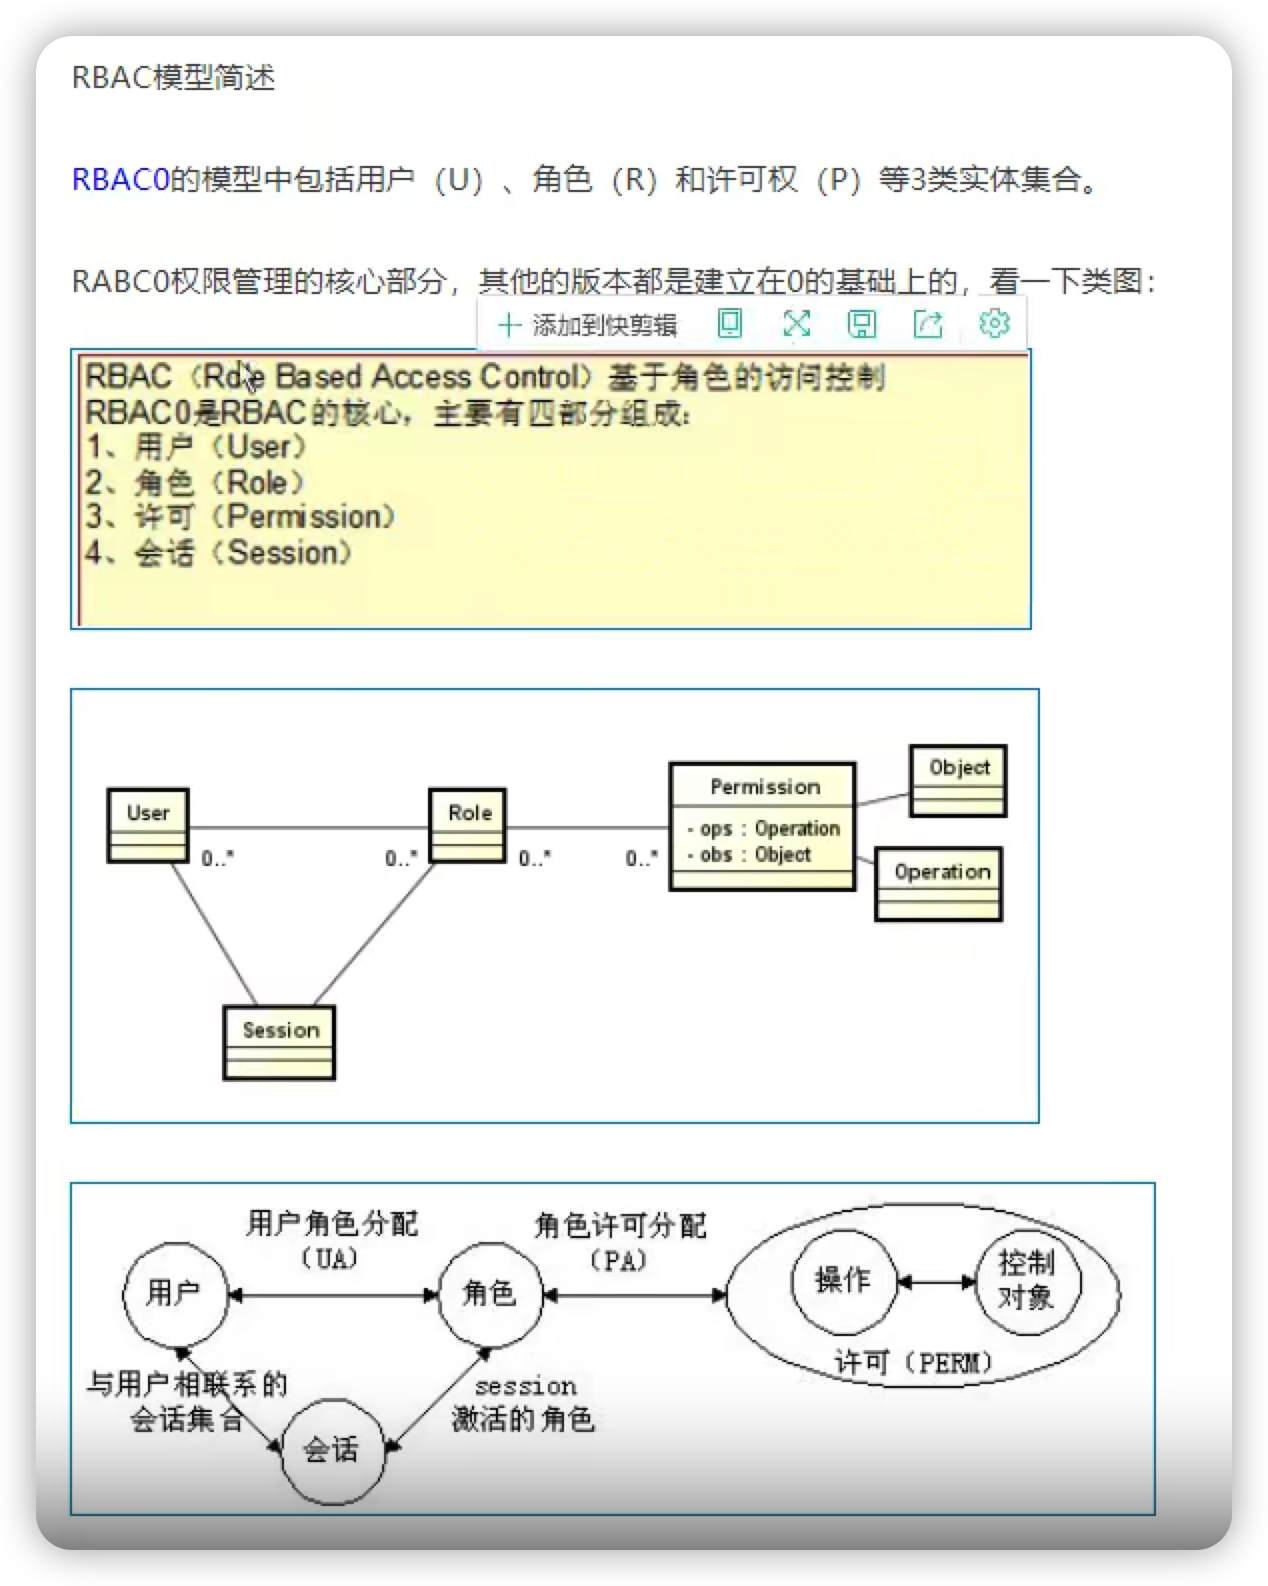 RBAC模型简述
RBAC0的模型中包括用户（U）、角色（R）和许可权（P）等3类实体集合。
RABC0权限管理的核心部分，其他的版本都是建立在0的基础上的，看一下类图：
添加到快剪辑
RBAC（Role Based Access Control）基于角色的访问控制
RBAC0是RBAC的核心，主要有四部分组成：
1、用户（User）
2、角色（Role）
3、许可（Permission）
4、会话（Session）
User
0..*
0..*
Role
0..*
0..*
Permission
- ops : Operation
- obs : Object
Object
Operation
Session
用户角色分配
（UA）
角色许可分配
（PA）
用户
角色
操作
控制
对象
许可（PERM）
与用户相联系的
会话集合
session
激活的角色
会话